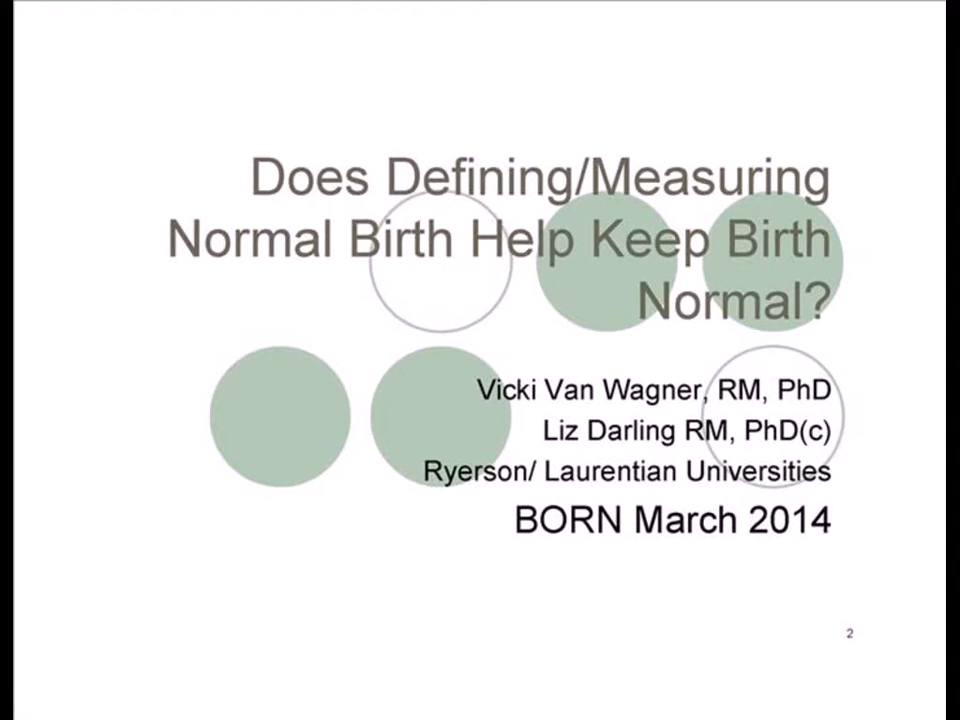 Does Defining/Measuring
Normal Birth Help Keep Birth
Normal?
Vicki Van Wagner, RM, PhD
Liz Darling RM, PhD(c)
Ryerson/ Laurentian Universities
BORN March 2014
2